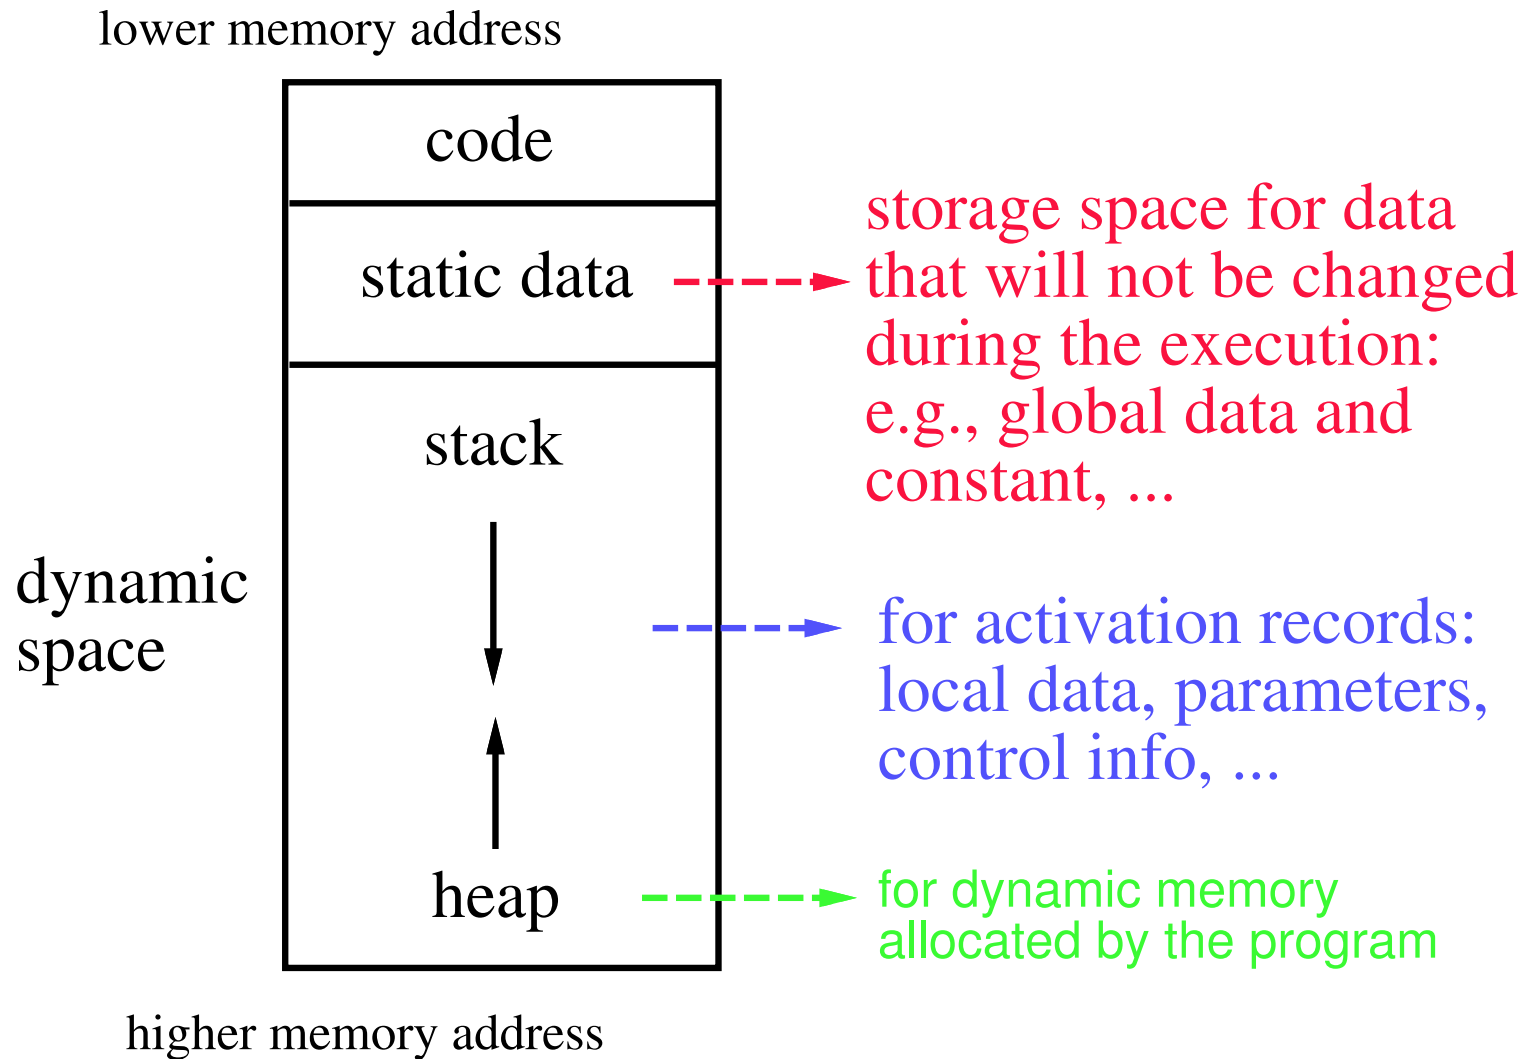 lower memory address
code
static data
storage space for data
that will not be changed
during the execution:
e.g., global data and
constant, ...
stack
dynamic
space
for activation records:
local data, parameters,
control info, ...
heap
for dynamic memory
allocated by the program
higher memory address